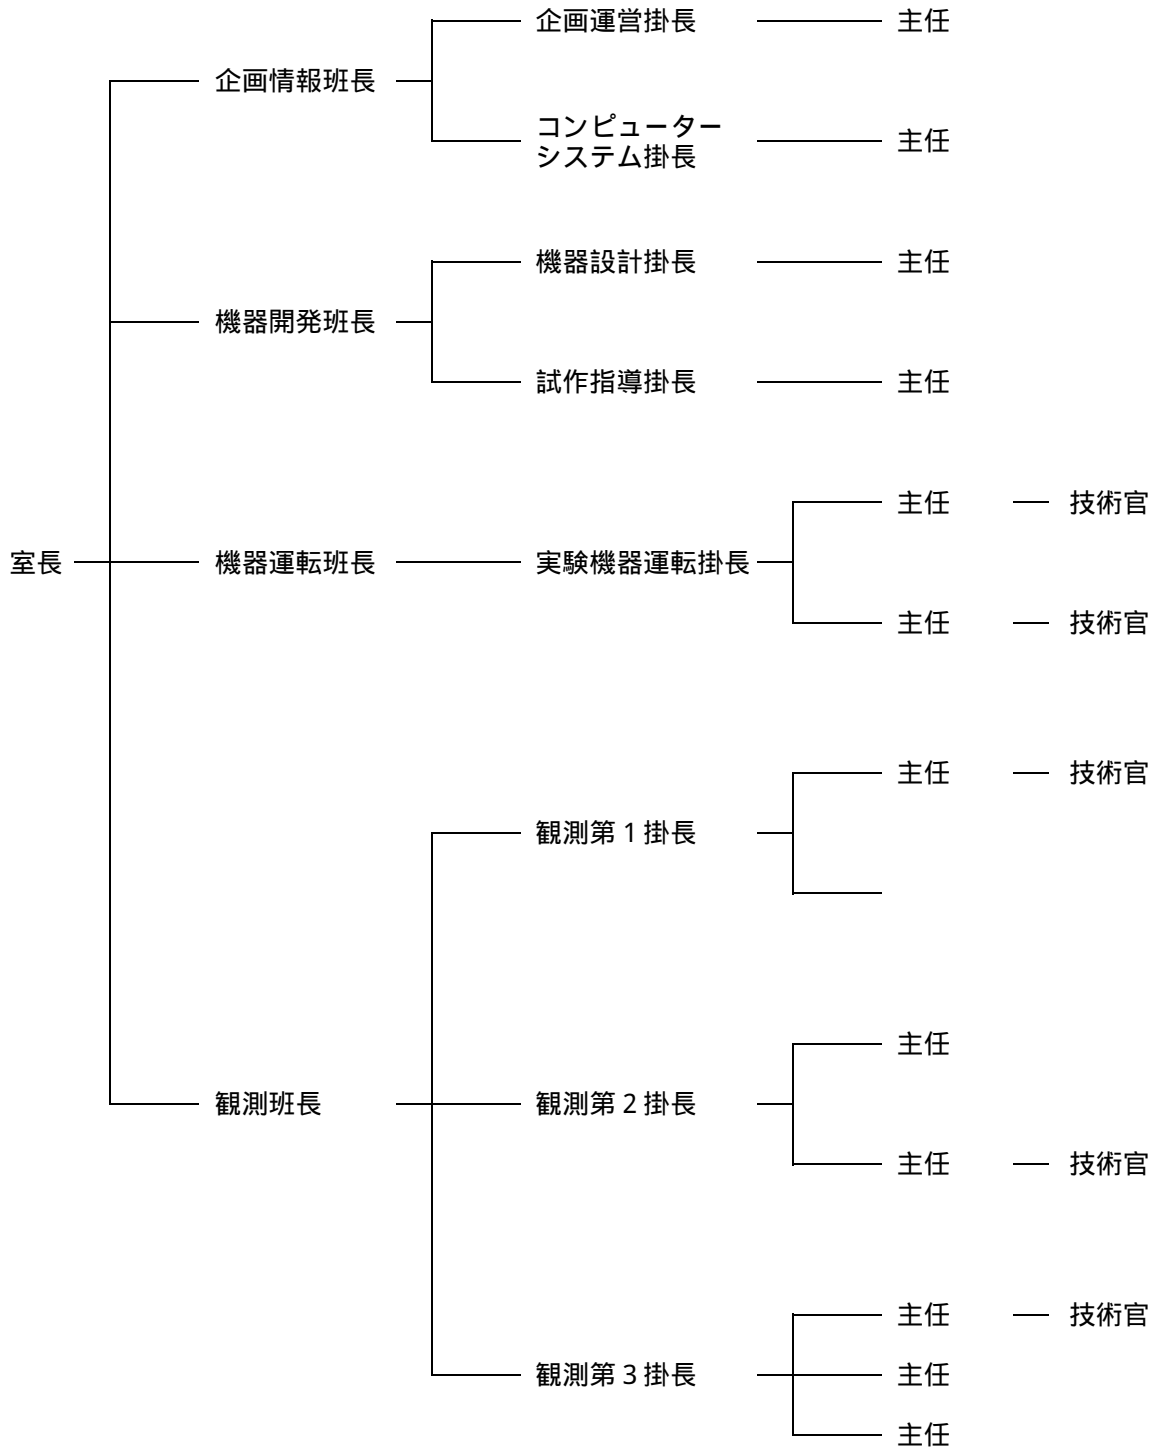 企画運営掛長 主任
企画情報班長
コンピューター
システム掛長 主任
機器設計掛長 主任
機器開発班長
試作指導掛長 主任
主任 技術官
室長 機器運転班長 実験機器運転掛長
主任 技術官
主任 技術官
観測第1掛長
主任
観測班長 観測第2掛長
主任 技術官
主任 技術官
観測第3掛長 主任
主任